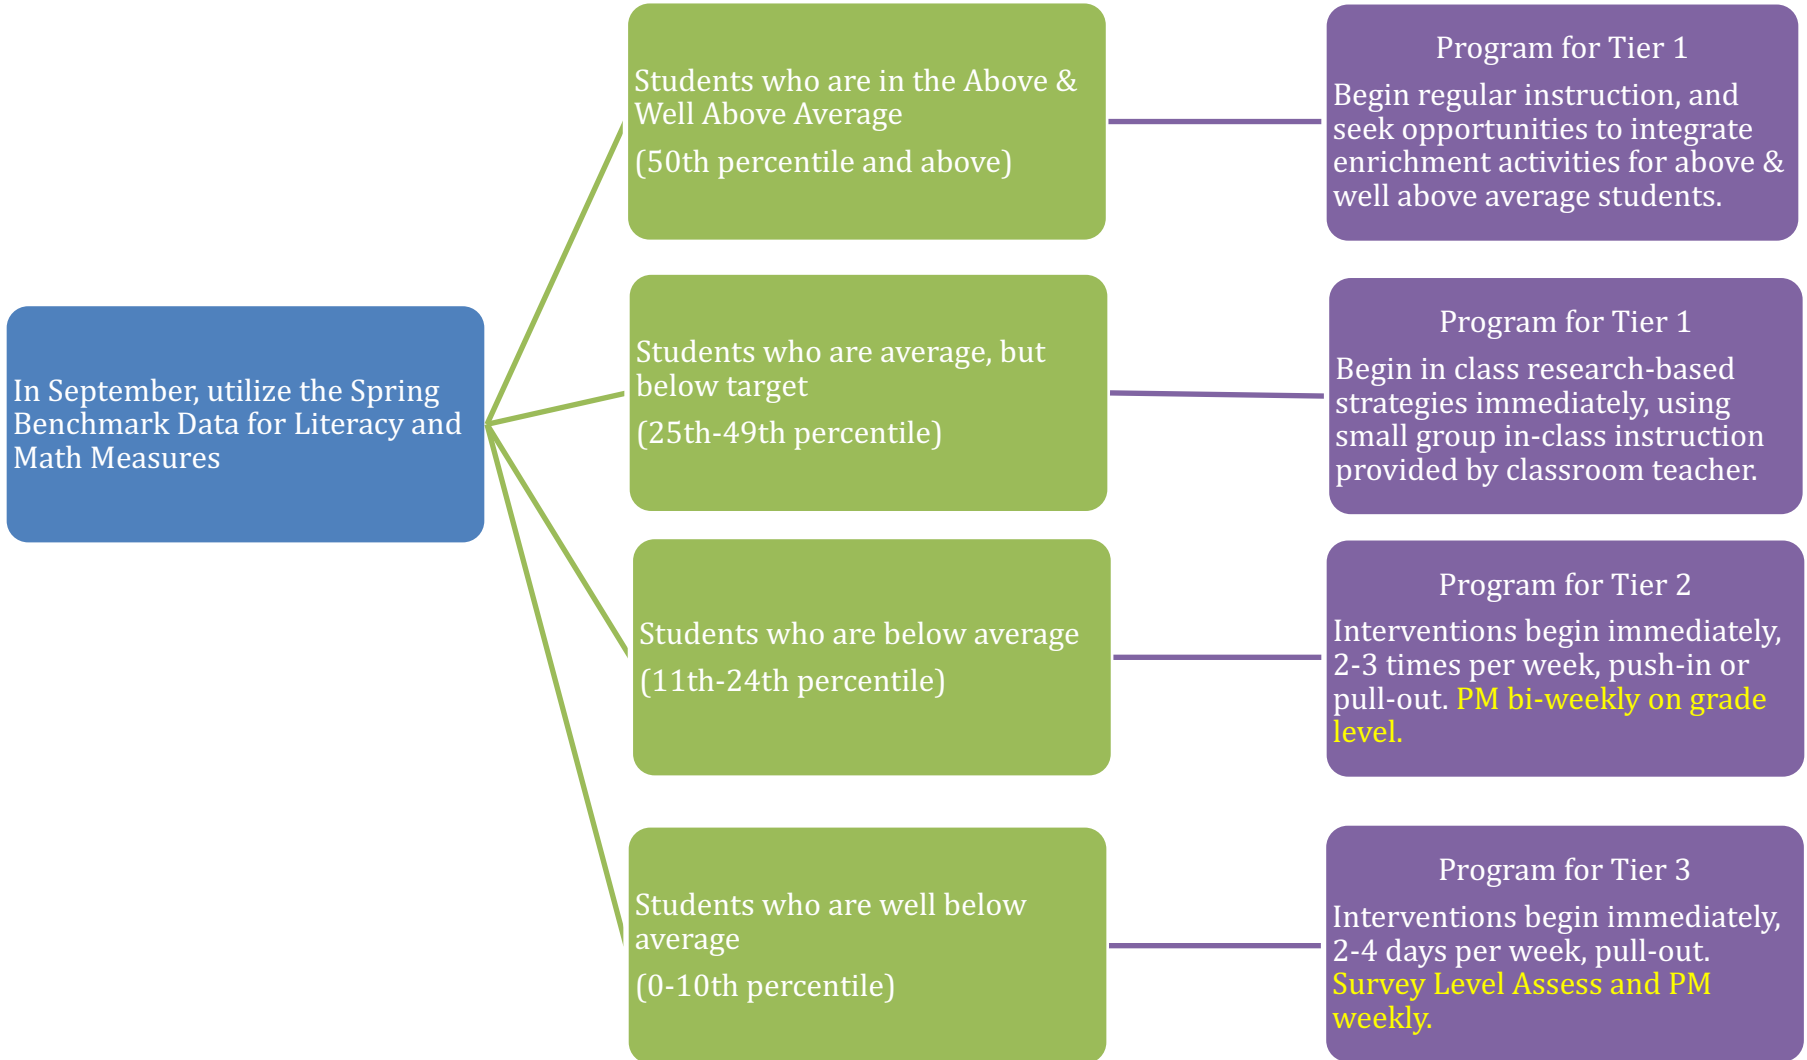 In September, utilize the Spring
Benchmark Data for Literacy and
Math Measures
Students who are in the Above &
Well Above Average
(50th percentile and above)
Program for Tier 1
Begin regular instruction, and
seek opportunities to integrate
enrichment activities for above &
well above average students.
Students who are average, but
below target
(25th-49th percentile)
Program for Tier 1
Begin in class research-based
strategies immediately, using
small group in-class instruction
provided by classroom teacher.
Students who are below average
(11th-24th percentile)
Program for Tier 2
Interventions begin immediately,
2-3 times per week, push-in or
pull-out. PM bi-weekly on grade
level.
Students who are well below
average
(0-10th percentile)
Program for Tier 3
Interventions begin immediately,
2-4 days per week, pull-out.
Survey Level Assess and PM
weekly.